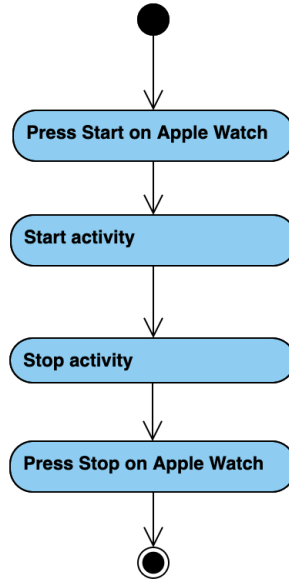 Press Start on Apple Watch
Start activity
Stop activity
Press Stop on Apple Watch